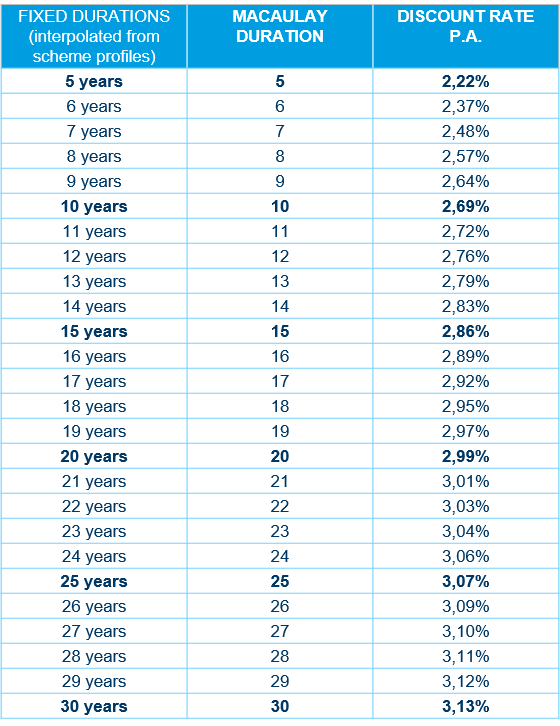 FIXED DURATIONS (interpolated from scheme profiles) MACAULAY DURATION DISCOUNT RATE P.A.
5 years 5 2,22%
6 years 6 2,37%
7 years 7 2,48%
8 years 8 2,57%
9 years 9 2,64%
10 years 10 2,69%
11 years 11 2,72%
12 years 12 2,76%
13 years 13 2,79%
14 years 14 2,83%
15 years 15 2,86%
16 years 16 2,89%
17 years 17 2,92%
18 years 18 2,95%
19 years 19 2,97%
20 years 20 2,99%
21 years 21 3,01%
22 years 22 3,03%
23 years 23 3,04%
24 years 24 3,06%
25 years 25 3,07%
26 years 26 3,09%
27 years 27 3,10%
28 years 28 3,11%
29 years 29 3,12%
30 years 30 3,13%